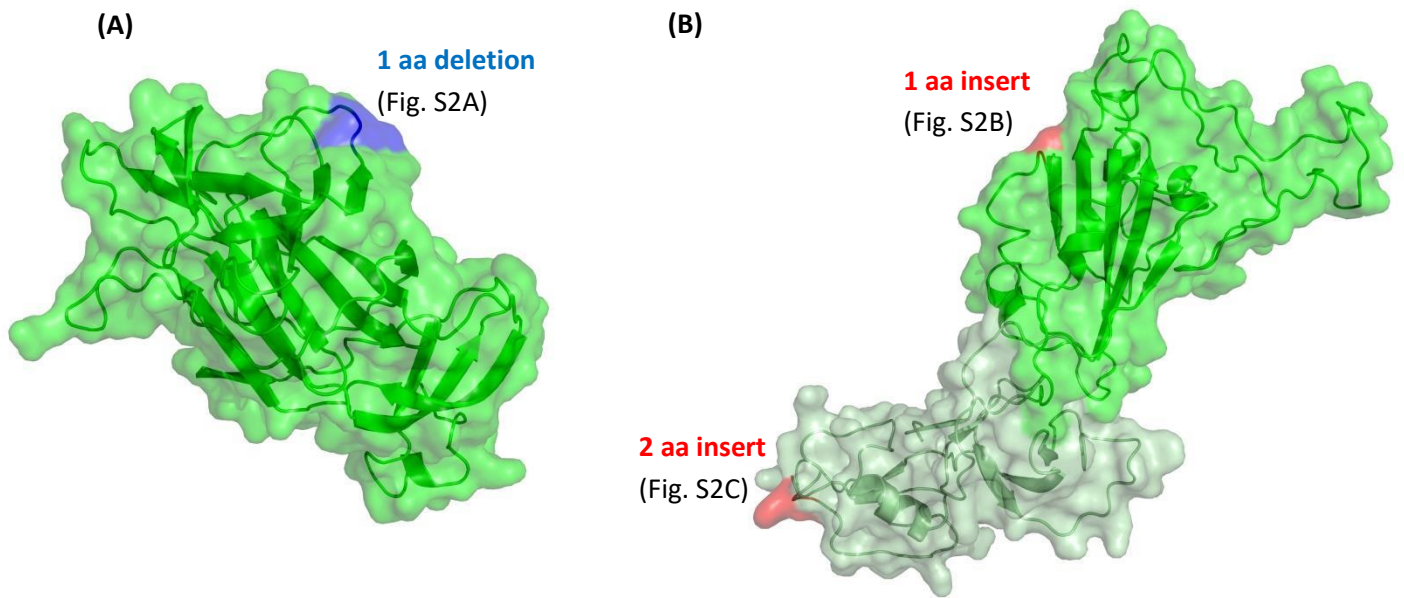 (A)
1 aa deletion
(Fig. S2A)
(B)
1 aa insert
(Fig. S2B)
2 aa insert
(Fig. S2C)